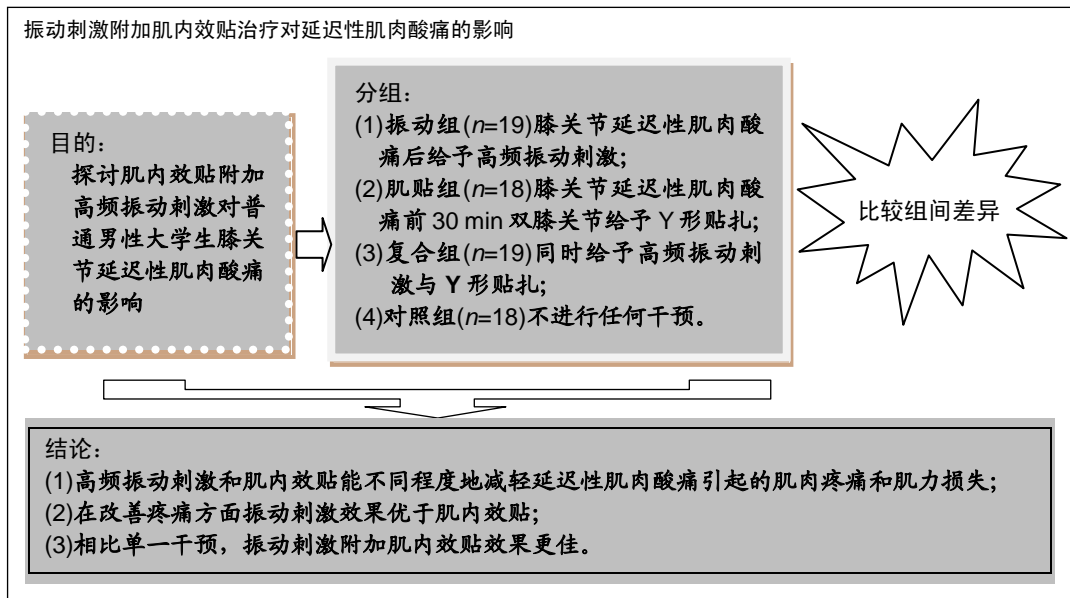 振动刺激附加肌内效贴治疗对延迟性肌肉酸痛的影响
目的：
探讨肌内效贴附加
高频振动刺激对普
通男性大学生膝关
节延迟性肌肉酸痛
的影响
分组：
(1)振动组(n=19)膝关节延迟性肌肉酸
痛后给予高频振动刺激；
(2)肌贴组(n=18)膝关节延迟性肌肉酸
痛前 30 min 双膝关节给予 Y 形贴扎；
(3)复合组(n=19)同时给予高频振动刺
激与 Y 形贴扎；
(4)对照组(n=18)不进行任何干预。
比较组间差异
结论：
(1)高频振动刺激和肌内效贴能不同程度地减轻延迟性肌肉酸痛引起的肌肉疼痛和肌力损失；
(2)在改善疼痛方面振动刺激效果优于肌内效贴；
(3)相比单一干预，振动刺激附加肌内效贴效果更佳。